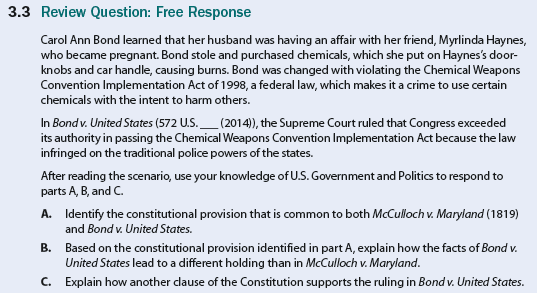 3.3 Review Question: Free Response
Carol Ann Bond learned that her husband was having an affair with her friend, Myrlinda Haynes,
who became pregnant. Bond stole and purchased chemicals, which she put on Haynes's door-
knobs and car handle, causing burns. Bond was changed with violating the Chemical Weapons
Convention Implementation Act of 1998, a federal law, which makes it a crime to use certain
chemicals with the intent to harm others.
In Bond v. United States (572 U.S. ___ (2014)), the Supreme Court ruled that Congress exceeded
its authority in passing the Chemical Weapons Convention Implementation Act because the law
infringed on the traditional police powers of the states.
After reading the scenario, use your knowledge of U.S. Government and Politics to respond to
parts A, B, and C.
A. Identify the constitutional provision that is common to both McCulloch v. Maryland (1819)
and Bond v. United States.
B. Based on the constitutional provision identified in part A, explain how the facts of Bond v.
United States lead to a different holding than in McCulloch v. Maryland.
C. Explain how another clause of the Constitution supports the ruling in Bond v. United States.